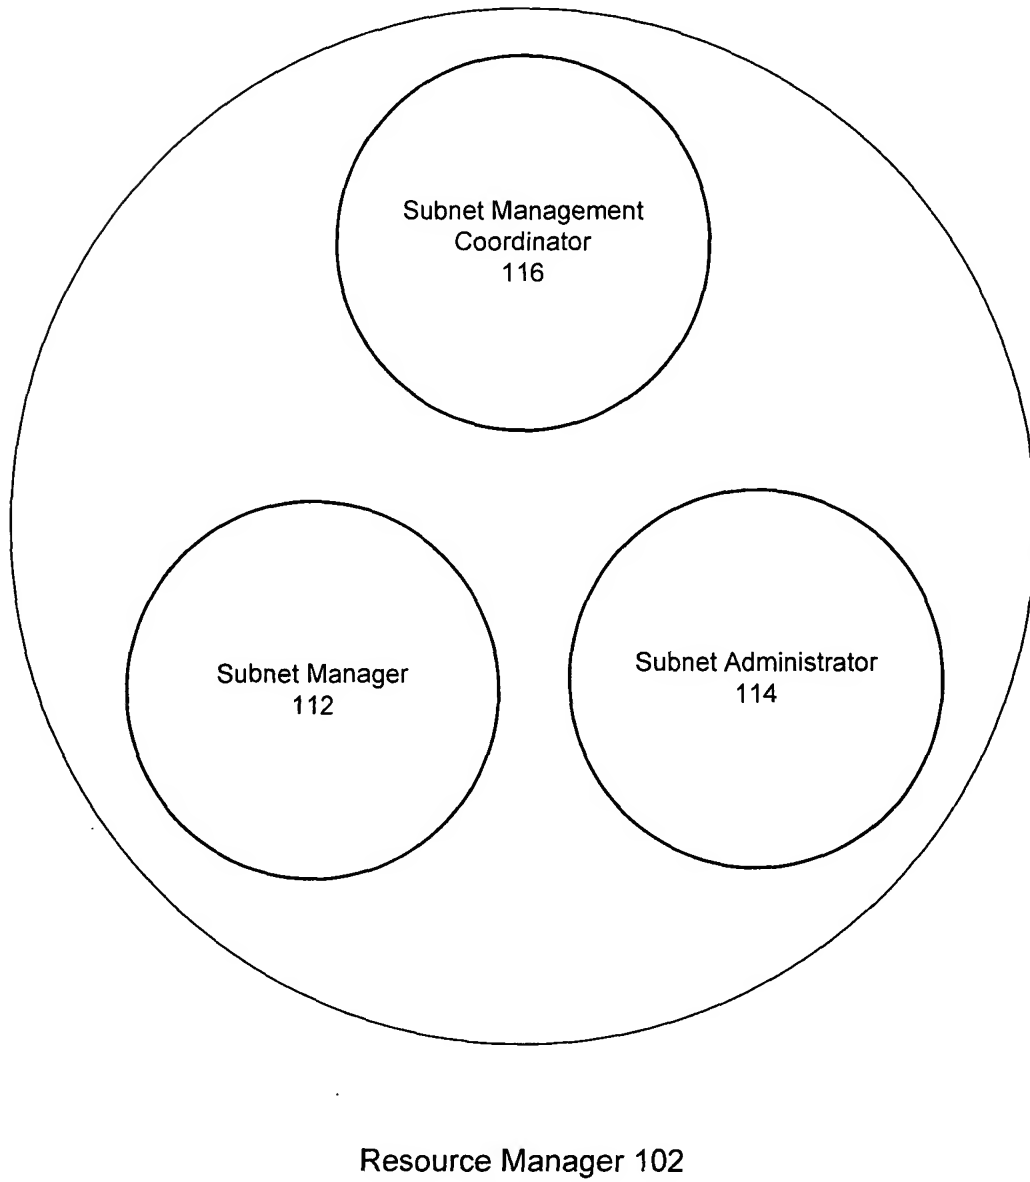 Subnet Management
Coordinator
116
Subnet Manager
112
Subnet Administrator
114
Resource Manager 102